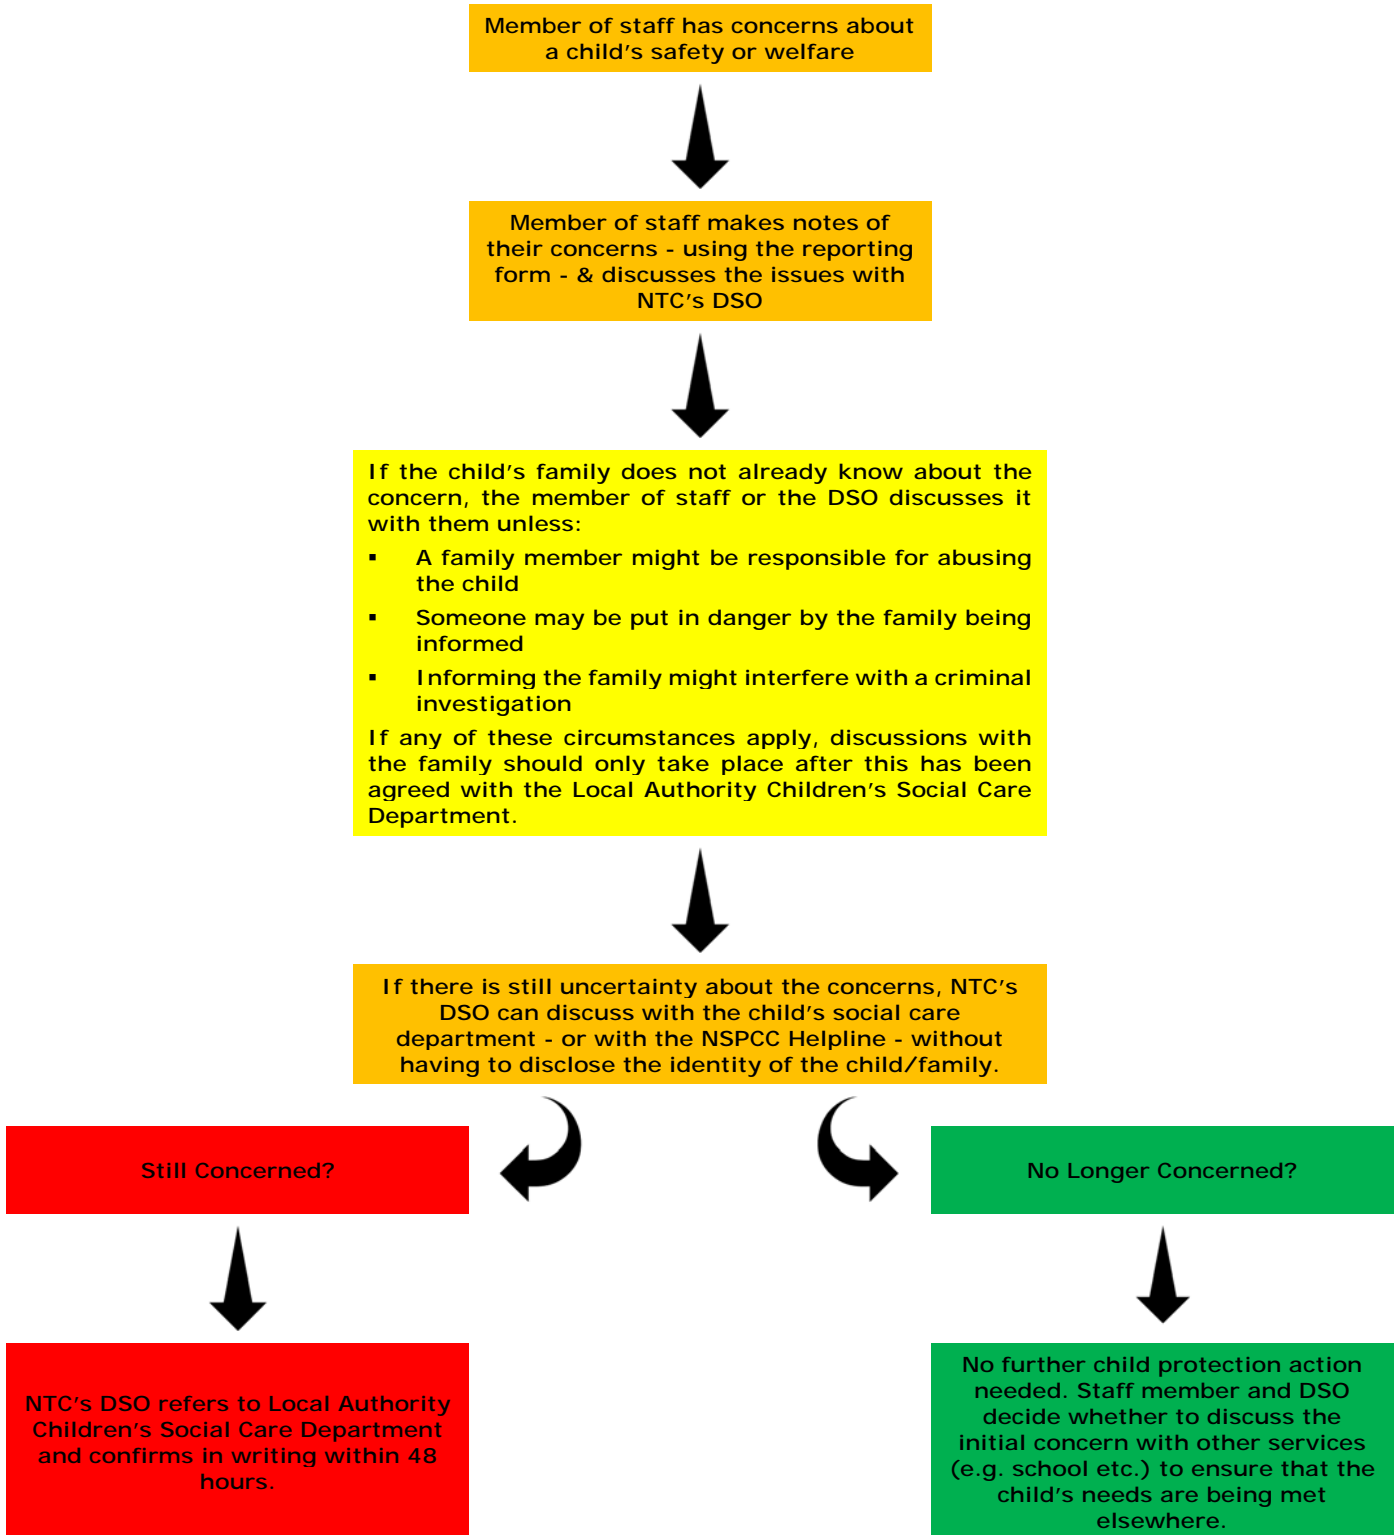 Member of staff has concerns about
a child's safety or welfare
Member of staff makes notes of
their concerns - using the reporting
form - & discusses the issues with
NTC's DSO
If the child's family does not already know about the
concern, the member of staff or the DSO discusses it
with them unless:
▪ A family member might be responsible for abusing
the child
▪ Someone may be put in danger by the family being
informed
▪ Informing the family might interfere with a criminal
investigation
If any of these circumstances apply, discussions with
the family should only take place after this has been
agreed with the Local Authority Children's Social Care
Department.
If there is still uncertainty about the concerns, NTC's
DSO can discuss with the child's social care
department - or with the NSPCC Helpline - without
having to disclose the identity of the child/family.
Still Concerned?
No Longer Concerned?
NTC's DSO refers to Local Authority
Children's Social Care Department
and confirms in writing within 48
hours.
No further child protection action
needed. Staff member and DSO
decide whether to discuss the
initial concern with other services
(e.g. school etc.) to ensure that the
child's needs are being met
elsewhere.